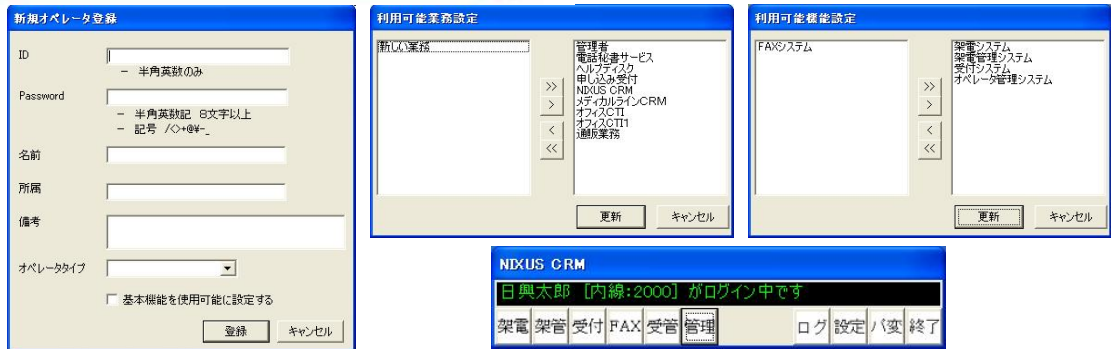 新規オペレータ登録
ID
－ 半角英数のみ
Password
－ 半角英数記 8文字以上
－ 記号 /<>+@¥-_
名前
所属
備考
オペレータタイプ
基本機能を使用可能に設定する
登録
キャンセル
利用可能業務設定
新しい業務
>>
>
<
<<
管理者
電話秘書サービス
ヘルプディスク
申し込み受付
NIXUS CRM
メディカルラインCRM
オフィスCTI
オフィスCTI1
通販業務
更新
キャンセル
利用可能機能設定
FAXシステム
>>
>
<
<<
架電システム
架電管理システム
受付システム
オペレータ管理システム
更新
キャンセル
NIXUS CRM
日興太郎 [内線:2000] がログイン中です
架電 架管 受付 FAX 受管 管理 ログ 設定 パ変 終了